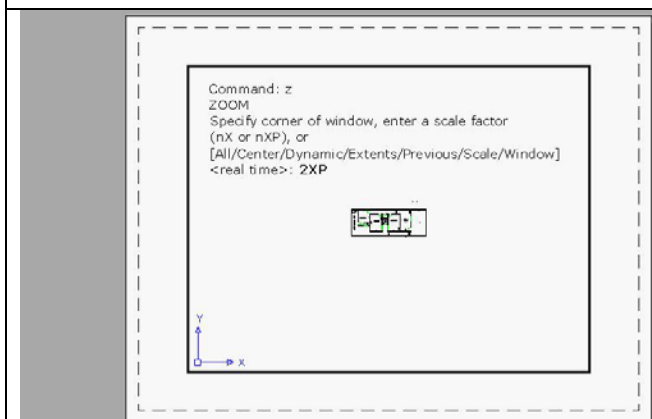 Command: z
ZOOM
Specify corner of window, enter a scale factor
(nX or nXP), or
[All/Center/Dynamic/Extents/Previous/Scale/Window]
<real time>: 2XP
Y
X